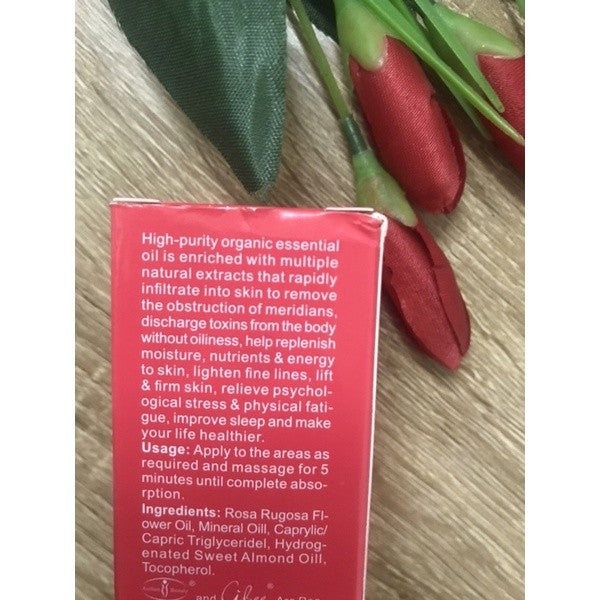 High-purity organic essential
oil is enriched with multiple
natural extracts that rapidly
infiltrate into skin to remove
the obstruction of meridians,
discharge toxins from the body
without oiliness, help replenish
moisture, nutrients & energy
to skin, lighten fine lines, lift
& firm skin, relieve psychol-
ogical stress & physical fati-
gue, improve sleep and make
your life healthier.
Usage: Apply to the areas as
required and massage for 5
minutes until complete abso-
rption.
Ingredients: Rosa Rugosa Fl-
ower Oil, Mineral Oill, Caprylic/
Capric Triglyceridel, Hydrog-
enated Sweet Almond Oill,
Tocopherol.
and